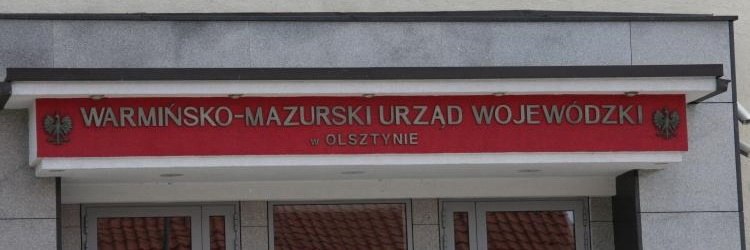 WARMIŃSKO-MAZURSKI URZĄD WOJEWÓDZKI
w OLSZTYNIE